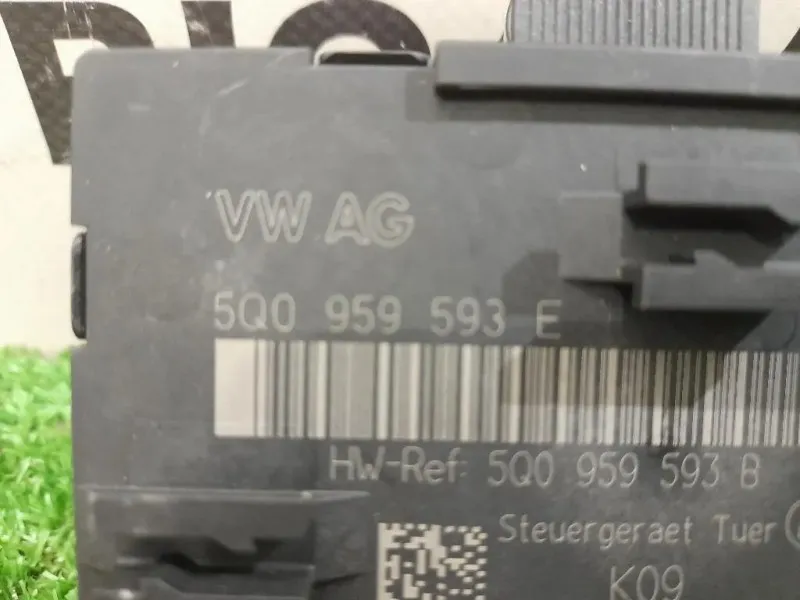 VW AG
5Q0 959 593 E
HW-Ref: 5Q0 959 593 B
Steuergeraet Tuer
K09